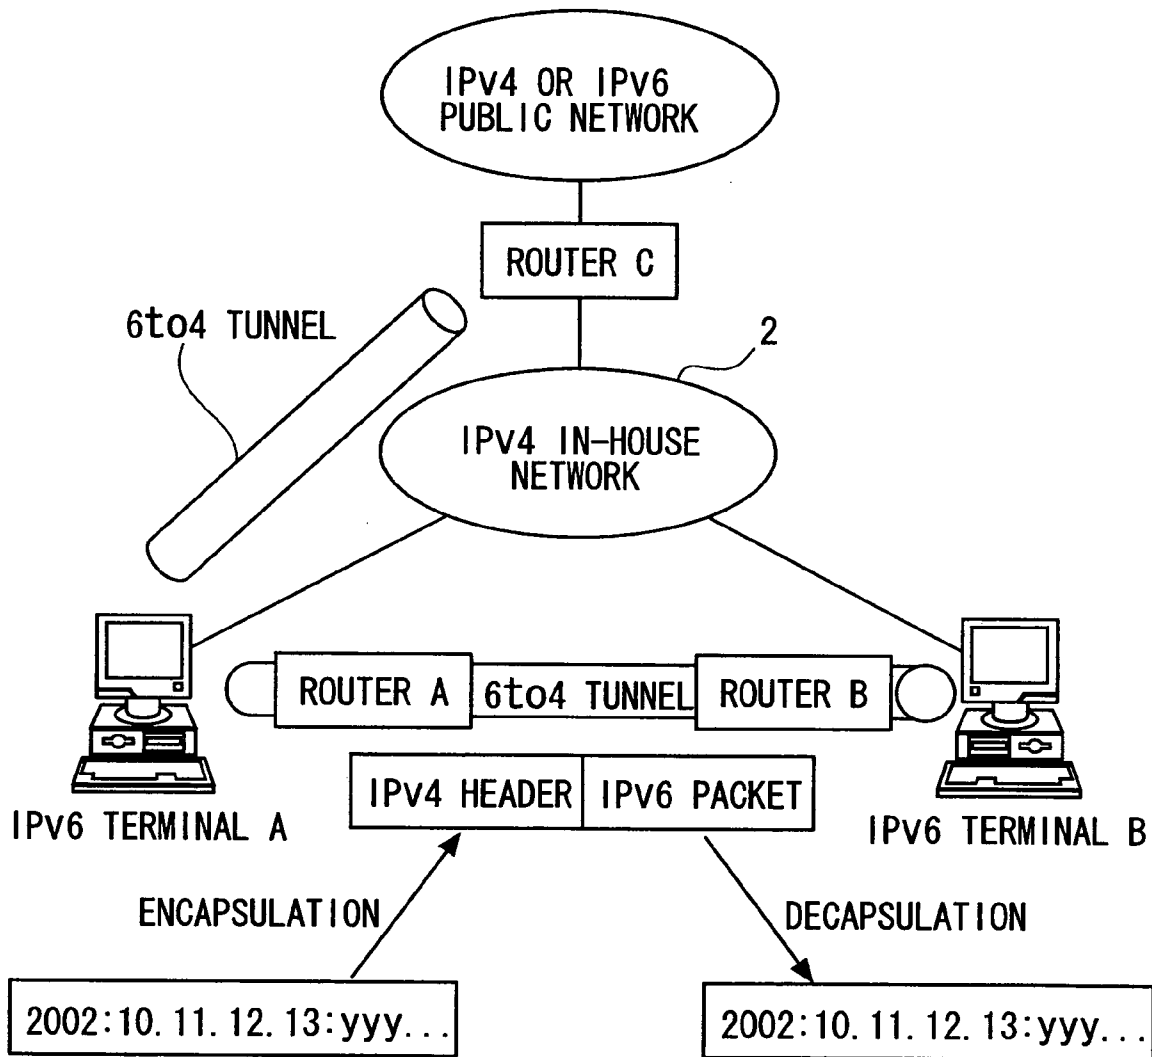 IPv4 OR IPv6
PUBLIC NETWORK
ROUTER C
6to4 TUNNEL
2
IPv4 IN-HOUSE
NETWORK
ROUTER A
6to4 TUNNEL
ROUTER B
IPv4 HEADER
IPv6 PACKET
IPv6 TERMINAL A
IPv6 TERMINAL B
ENCAPSULATION
DECAPSULATION
2002:10.11.12.13:yyy...
2002:10.11.12.13:yyy...